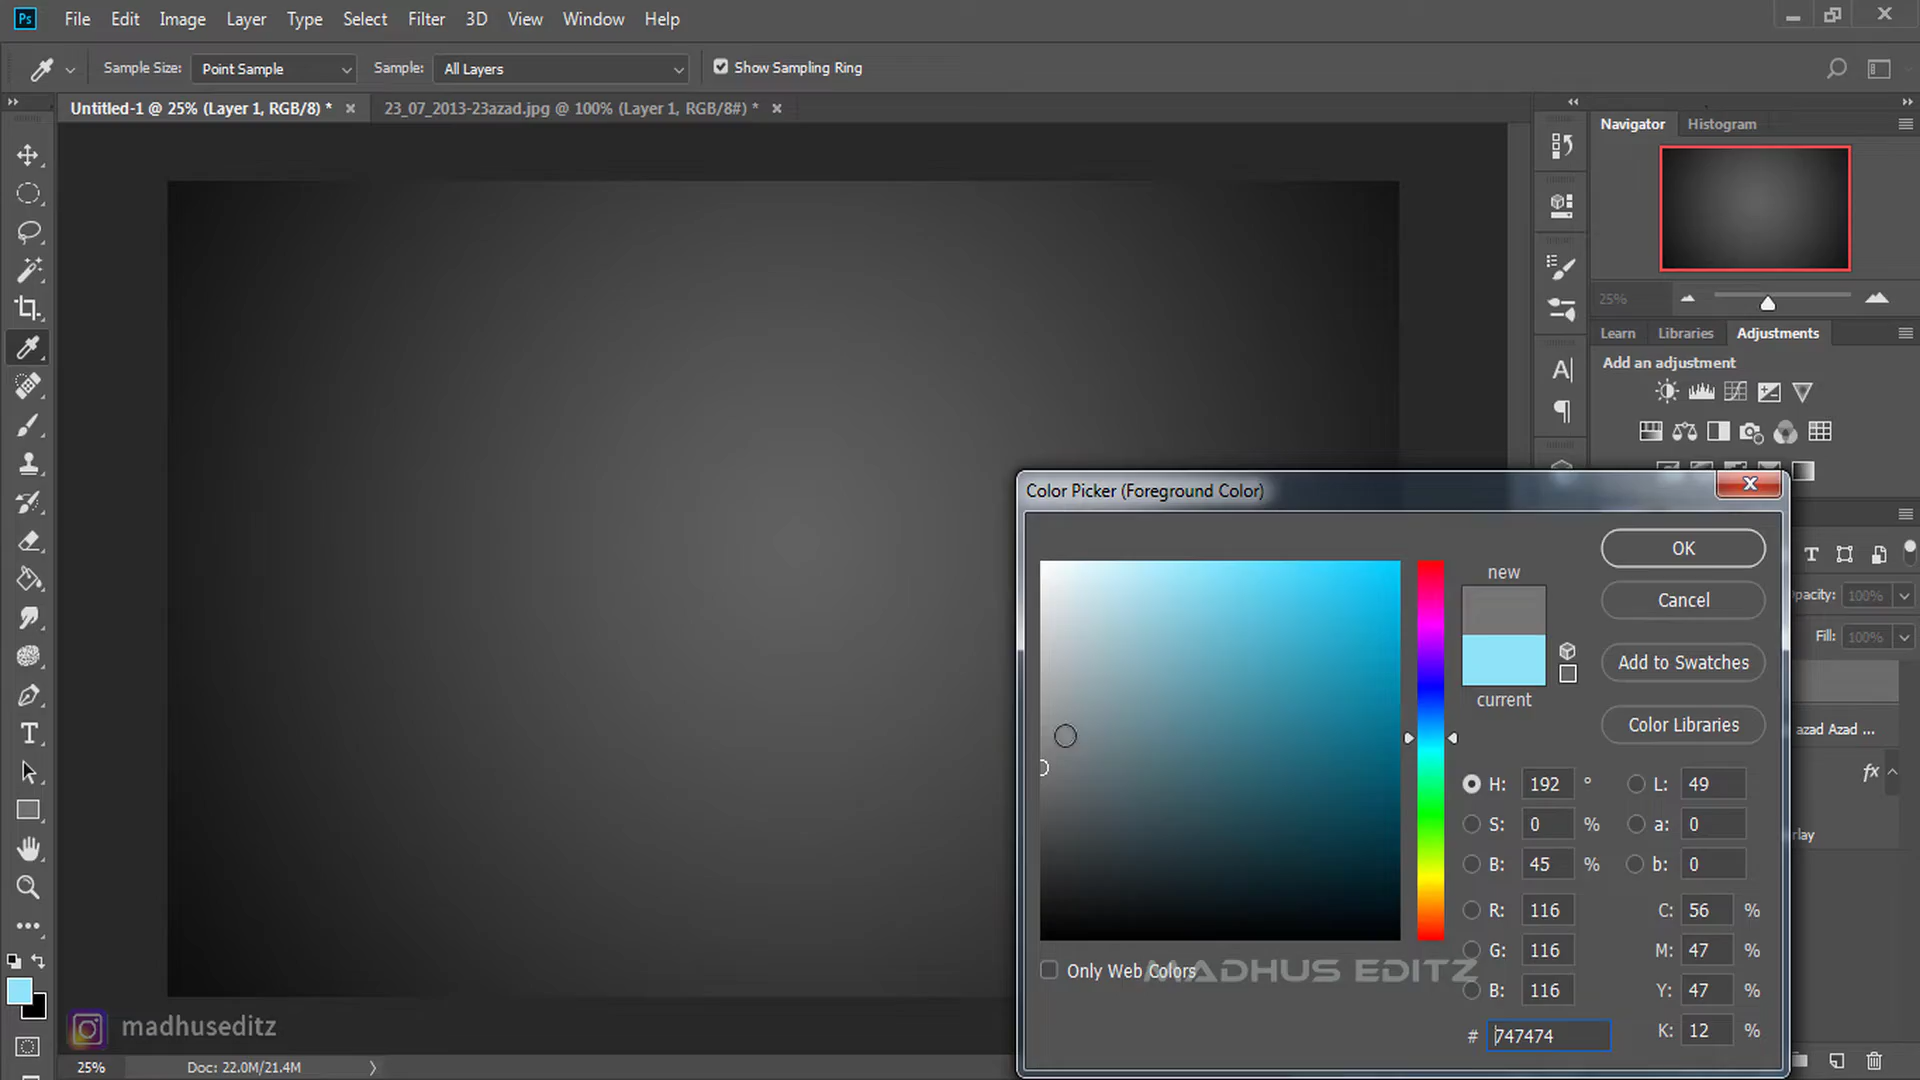 Ps File Edit Image Layer Type Select Filter 3D View Window Help
Sample Size: Point Sample Sample: All Layers Show Sampling Ring
Untitled-1 @ 25% (Layer 1, RGB/8) * 23_07_2013-23azad.jpg @ 100% (Layer 1, RGB/8#) *
Navigator Histogram
25%
Learn Libraries Adjustments
Add an adjustment
Color Picker (Foreground Color)
OK
new
Cancel
Opacity: 100%
Fill: 100%
Add to Swatches
current
Color Libraries
azad Azad ...
fx
H: 192 ° L: 49
S: 0 % a: 0
rlay
B: 45 % b: 0
R: 116 C: 56 %
G: 116 M: 47 %
Only Web Colors
MADHUS EDITZ
B: 116 Y: 47 %
# 747474 K: 12 %
madhuseditz
25% Doc: 22.0M/21.4M